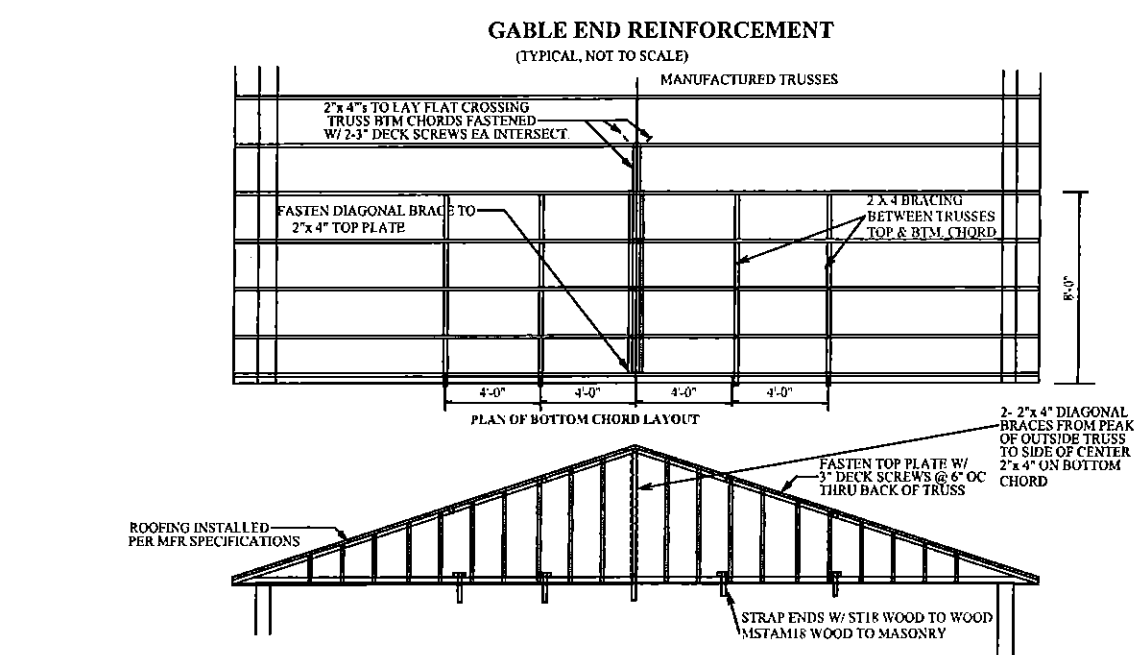 GABLE END REINFORCEMENT
(TYPICAL, NOT TO SCALE)
MANUFACTURED TRUSSES
2"x 4"'s TO LAY FLAT CROSSING
TRUSS BTM CHORDS FASTENED
W/ 2-3" DECK SCREWS EA INTERSECT.
FASTEN DIAGONAL BRACE TO
2"x 4" TOP PLATE
2 X 4 BRACING
BETWEEN TRUSSES
TOP & BTM. CHORD
8'-0"
4'-0"
4'-0"
4'-0"
4'-0"
PLAN OF BOTTOM CHORD LAYOUT
2- 2"x 4" DIAGONAL
BRACES FROM PEAK
OF OUTSIDE TRUSS
TO SIDE OF CENTER
2"x 4" ON BOTTOM
CHORD
FASTEN TOP PLATE W/
3" DECK SCREWS @ 6" OC
THRU BACK OF TRUSS
ROOFING INSTALLED
PER MFR SPECIFICATIONS
STRAP ENDS W/ ST18 WOOD TO WOOD
MSTAM18 WOOD TO MASONRY